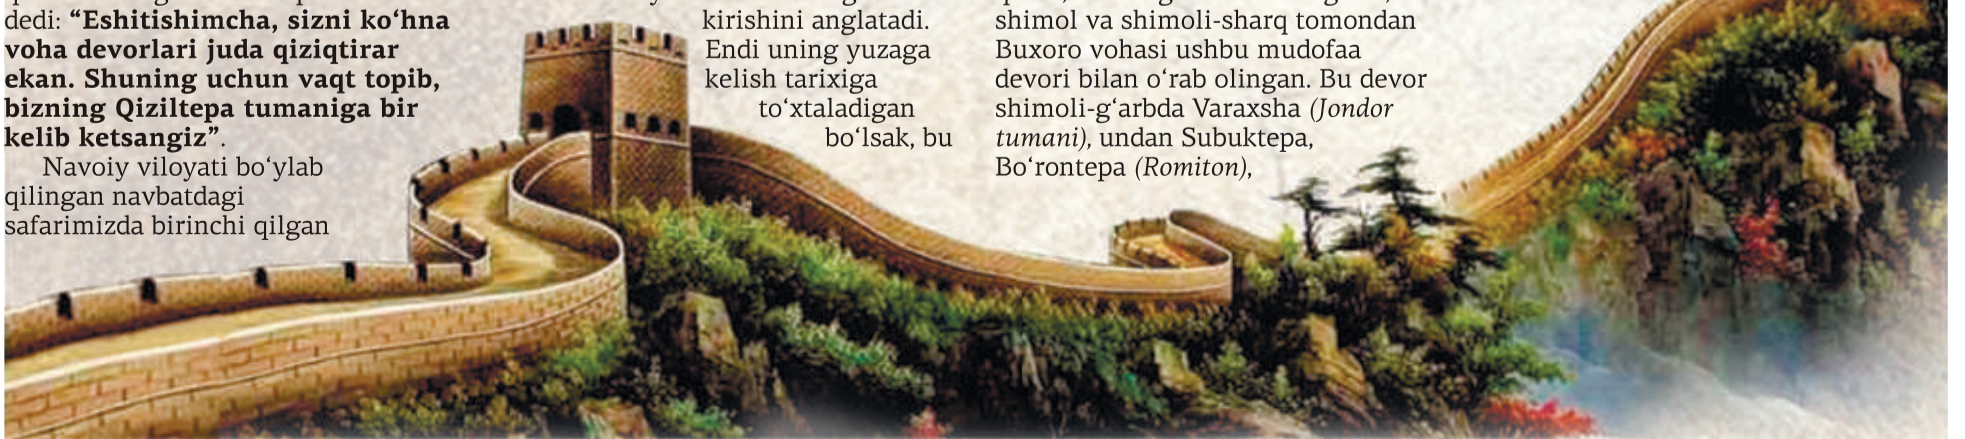 dedi: “Eshitishimcha, sizni ko‘hna
voha devorlari juda qiziqtirar
ekan. Shuning uchun vaqt topib,
bizning Qiziltepa tumaniga bir
kelib ketsangiz”.
Navoiy viloyati bo‘ylab
qilingan navbatdagi
safarimizda birinchi qilgan
kirishini anglatadi.
Endi uning yuzaga
kelish tarixiga
to‘xtaladigan
bo‘lsak, bu
shimol va shimoli-sharq tomondan
Buxoro vohasi ushbu mudofaa
devori bilan o‘rab olingan. Bu devor
shimoli-g‘arbda Varaxsha (Jondor
tumani), undan Subuktepa,
Bo‘rontepa (Romiton),